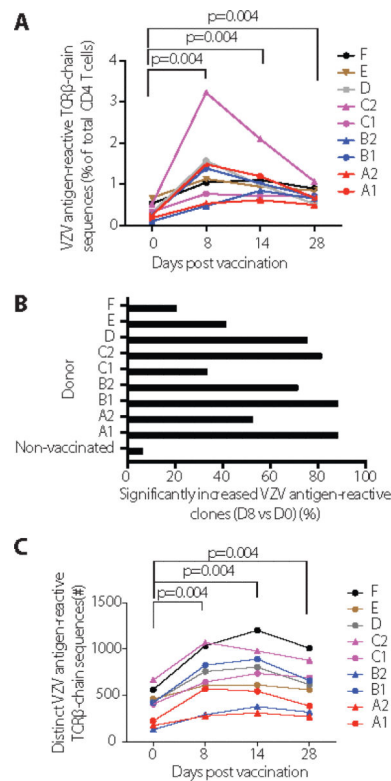 A
p=0.004
p=0.004
p=0.004
VZV antigen-reactive TCRβ-chain
sequences (% of total CD4 T cells)
4
3
2
1
0
0 8 14 28
Days post vaccination
F
E
D
C2
C1
B2
B1
A2
A1
B
Donor
F
E
D
C2
C1
B2
B1
A2
A1
Non-vaccinated
0 20 40 60 80 100
Significantly increased VZV antigen-reactive
clones (D8 vs D0) (%)
C
p=0.004
p=0.004
p=0.004
Distinct VZV antigen-reactive
TCRβ-chain sequences(#)
1500
1000
500
0
0 8 14 28
Days post vaccination
F
E
D
C2
C1
B2
B1
A2
A1